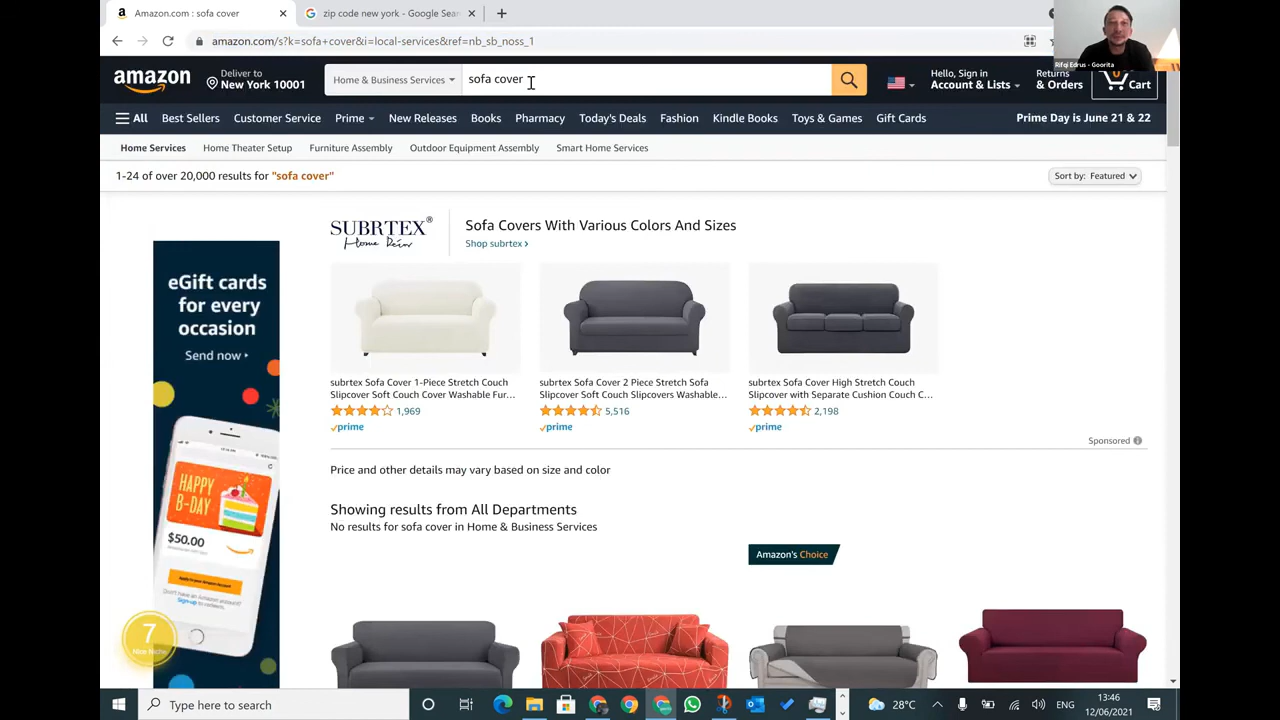 Amazon.com : sofa cover
zip code new york - Google Sear
amazon.com/s?k=sofa+cover&i=local-services&ref=nb_sb_noss_1
Rifqi Edrus - Goorita
amazon
Deliver to
New York 10001
Home & Business Services
sofa cover
Hello, Sign in
Account & Lists
Returns
& Orders
0
Cart
All
Best Sellers
Customer Service
Prime
New Releases
Books
Pharmacy
Today's Deals
Fashion
Kindle Books
Toys & Games
Gift Cards
Prime Day is June 21 & 22
Home Services
Home Theater Setup
Furniture Assembly
Outdoor Equipment Assembly
Smart Home Services
1-24 of over 20,000 results for "sofa cover"
Sort by: Featured
SUBRTEX®
Home Décor
Sofa Covers With Various Colors And Sizes
Shop subrtex ›
eGift cards
for every
occasion
Send now
HAPPY
B-DAY
$50.00
subrtex Sofa Cover 1-Piece Stretch Couch
Slipcover Soft Couch Cover Washable Fur…
1,969
prime
subrtex Sofa Cover 2 Piece Stretch Sofa
Slipcover Soft Couch Slipcovers Washable…
5,516
prime
subrtex Sofa Cover High Stretch Couch
Slipcover with Separate Cushion Couch C…
2,198
prime
Sponsored
Price and other details may vary based on size and color
Showing results from All Departments
No results for sofa cover in Home & Business Services
Amazon's Choice
7
Nice Niche
Type here to search
28°C
ENG
13:46
12/06/2021